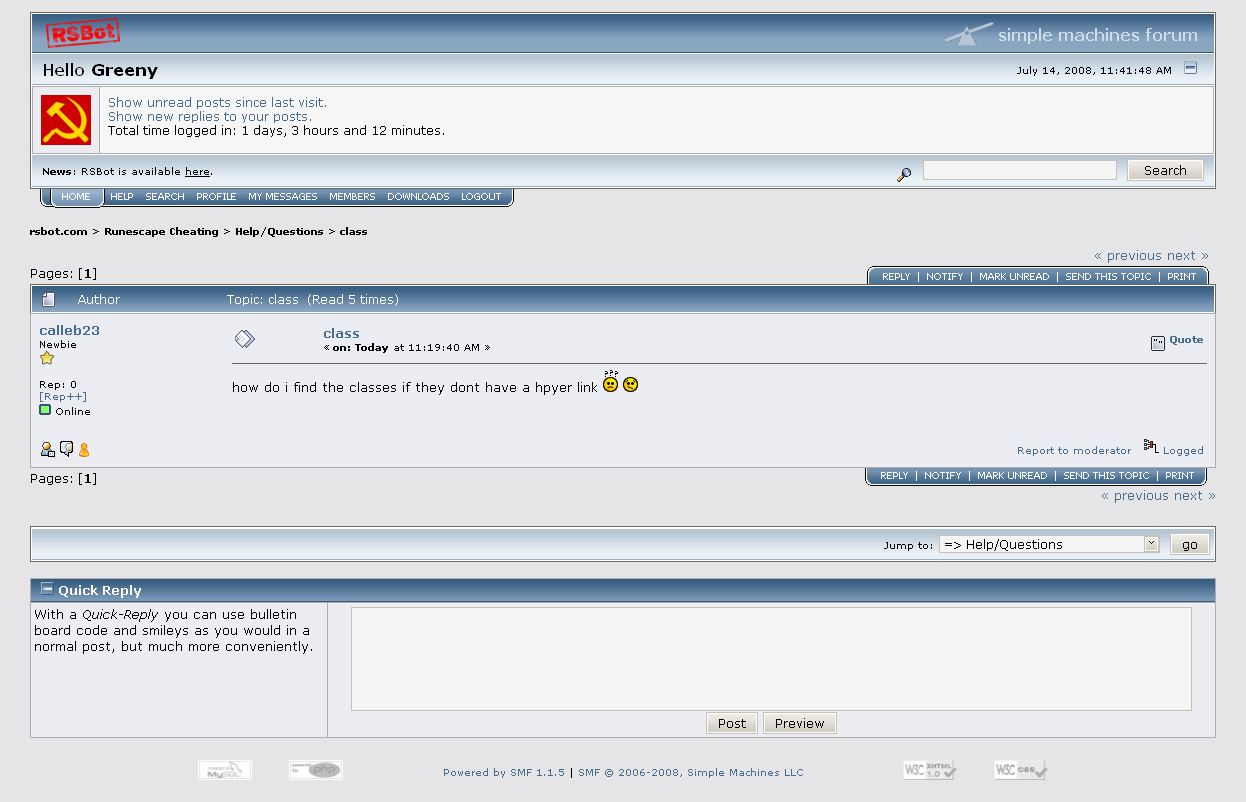 RSBot
simple machines forum
Hello Greeny
July 14, 2008, 11:41:48 AM
Show unread posts since last visit.
Show new replies to your posts.
Total time logged in: 1 days, 3 hours and 12 minutes.
News: RSBot is available here.
Search
HOME HELP SEARCH PROFILE MY MESSAGES MEMBERS DOWNLOADS LOGOUT
rsbot.com > Runescape Cheating > Help/Questions > class
« previous next »
Pages: [1]
REPLY | NOTIFY | MARK UNREAD | SEND THIS TOPIC | PRINT
Author Topic: class (Read 5 times)
calleb23
Newbie
Rep: 0
[Rep++]
Online
class
« on: Today at 11:19:40 AM »
Quote
how do i find the classes if they dont have a hpyer link ???
Report to moderator Logged
Pages: [1]
REPLY | NOTIFY | MARK UNREAD | SEND THIS TOPIC | PRINT
« previous next »
Jump to: => Help/Questions go
Quick Reply
With a Quick-Reply you can use bulletin
board code and smileys as you would in a
normal post, but much more conveniently.
Post Preview
MySQL php Powered by SMF 1.1.5 | SMF © 2006-2008, Simple Machines LLC W3C XHTML 1.0 W3C css